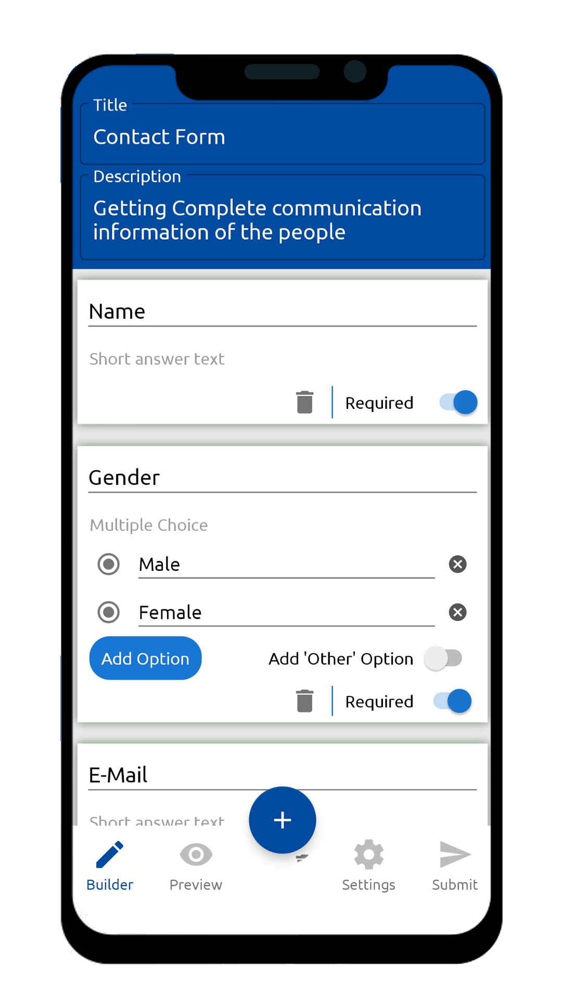 Title
Contact Form
Description
Getting Complete communication
information of the people
Name
Short answer text
Required
Gender
Multiple Choice
Male
Female
Add Option
Add 'Other' Option
Required
E-Mail
Short answer text
Builder
Preview
Settings
Submit